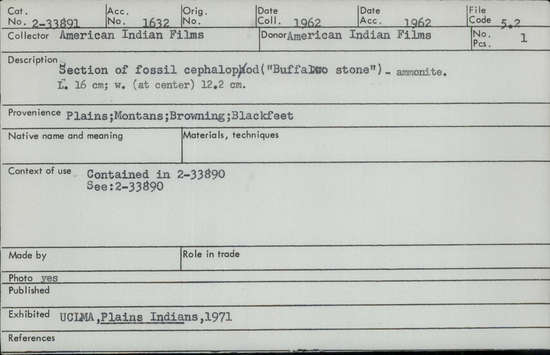 Cat. No. 2-33891 Acc. No. 1632 Orig. No. Date Coll. 1962 Date Acc. 1962 File Code 5.2
Collector American Indian Films Donor American Indian Films No. Pcs. 1
Description Section of fossil cephalopod ("Buffalo stone") - ammonite.
L. 16 cm; w. (at center) 12.2 cm.
Provenience Plains;Montans;Browning;Blackfeet
Native name and meaning Materials, techniques
Context of use Contained in 2-33890
See:2-33890
Made by Role in trade
Photo yes
Published
Exhibited UCLMA,Plains Indians,1971
References